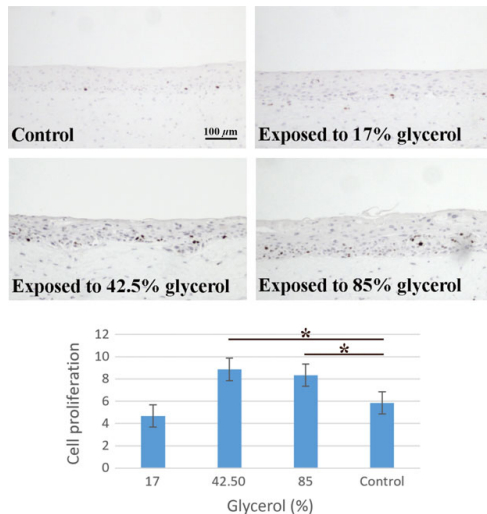 Control
100 µm
Exposed to 17% glycerol
Exposed to 42.5% glycerol
Exposed to 85% glycerol
12
10
8
6
4
2
0
Cell proliferation
* 
*
17 42.50 85 Control
Glycerol (%)